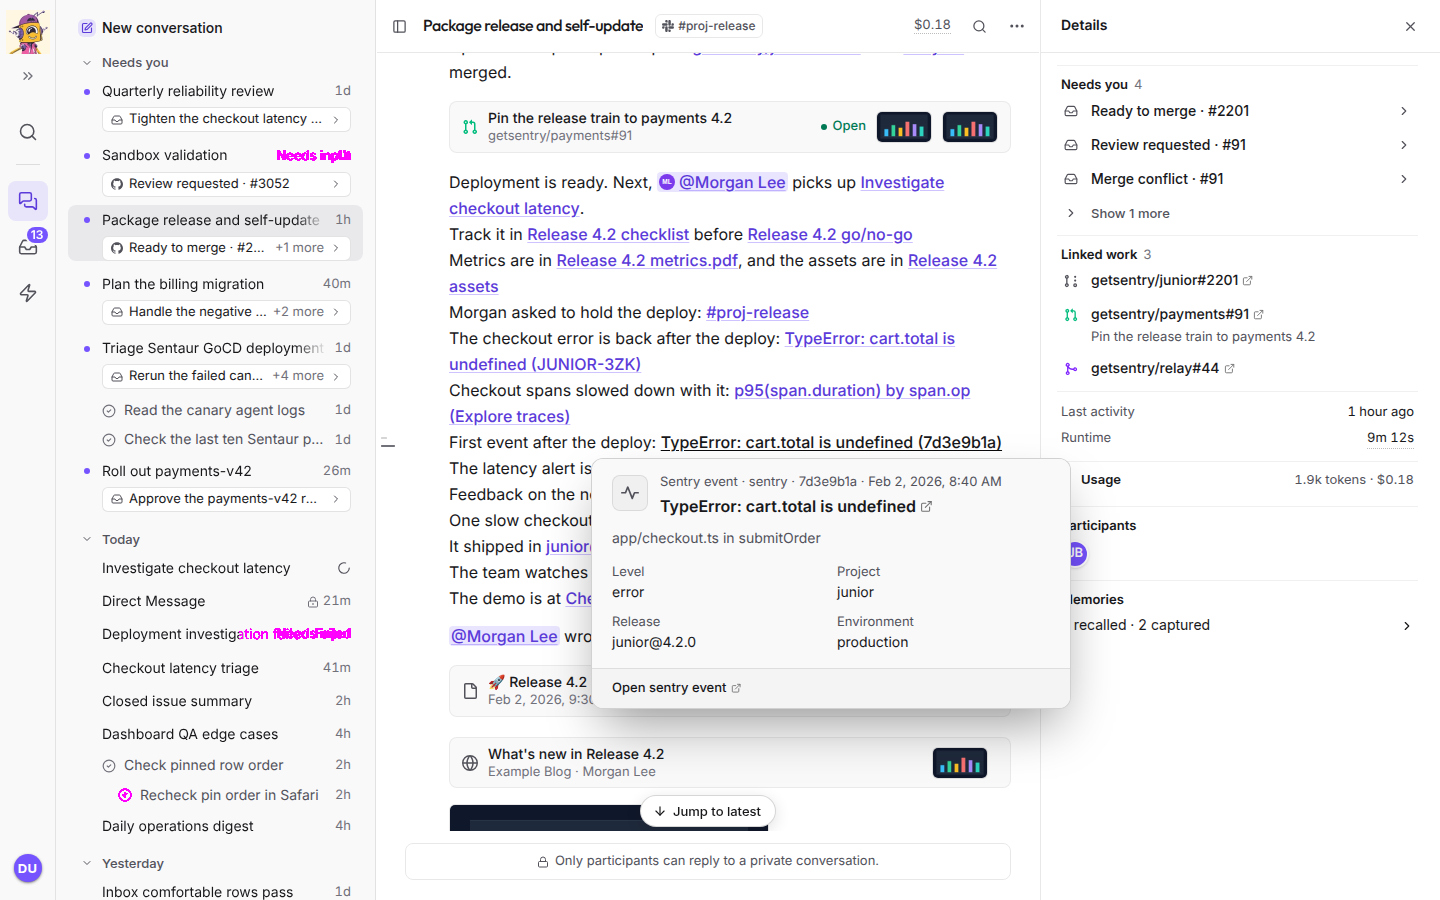 New conversation
Needs you
Quarterly reliability review 1d
Tighten the checkout latency ...
Sandbox validation
Review requested · #3052
Package release and self-update 1h
Ready to merge · #2... +1 more
Plan the billing migration 40m
Handle the negative ... +2 more
Triage Sentaur GoCD deployment 1d
Rerun the failed can... +4 more
Read the canary agent logs 1d
Check the last ten Sentaur p... 1d
Roll out payments-v42 26m
Approve the payments-v42 r...
Today
Investigate checkout latency
Direct Message 21m
Deployment investigation
Checkout latency triage 41m
Closed issue summary 2h
Dashboard QA edge cases 4h
Check pinned row order 2h
Recheck pin order in Safari 2h
Daily operations digest 4h
Yesterday
Inbox comfortable rows pass 1d
13
DU
Package release and self-update #proj-release $0.18
merged.
Pin the release train to payments 4.2
getsentry/payments#91
Open
Deployment is ready. Next, ML @Morgan Lee picks up Investigate
checkout latency.
Track it in Release 4.2 checklist before Release 4.2 go/no-go
Metrics are in Release 4.2 metrics.pdf, and the assets are in Release 4.2
assets
Morgan asked to hold the deploy: #proj-release
The checkout error is back after the deploy: TypeError: cart.total is
undefined (JUNIOR-3ZK)
Checkout spans slowed down with it: p95(span.duration) by span.op
(Explore traces)
First event after the deploy: TypeError: cart.total is undefined (7d3e9b1a)
The latency alert is
Feedback on the
One slow checkout
It shipped in junior
The team watches
The demo is at
@Morgan Lee
Sentry event · sentry · 7d3e9b1a · Feb 2, 2026, 8:40 AM
TypeError: cart.total is undefined
app/checkout.ts in submitOrder
Level
error
Project
junior
Release
junior@4.2.0
Environment
production
Open sentry event
🚀 Release 4.2
Feb 2, 2026,
What's new in Release 4.2
Example Blog · Morgan Lee
Jump to latest
Only participants can reply to a private conversation.
Details
Needs you 4
Ready to merge · #2201
Review requested · #91
Merge conflict · #91
Show 1 more
Linked work 3
getsentry/junior#2201
getsentry/payments#91
Pin the release train to payments 4.2
getsentry/relay#44
Last activity 1 hour ago
Runtime 9m 12s
Usage 1.9k tokens · $0.18
articipants
recalled · 2 captured